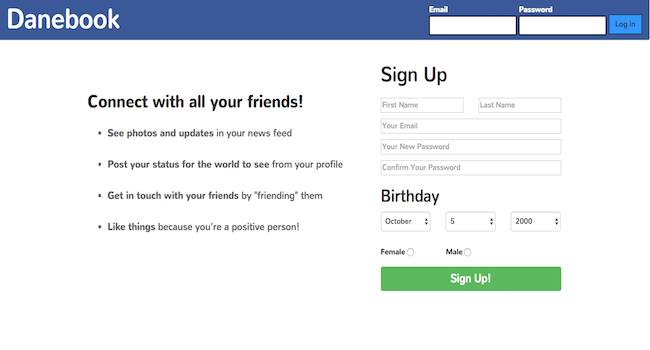 Danebook
Email Password
Log in
Connect with all your friends!
See photos and updates in your news feed
Post your status for the world to see from your profile
Get in touch with your friends by "friending" them
Like things because you're a positive person!
Sign Up
First Name Last Name
Your Email
Your New Password
Confirm Your Password
Birthday
October 5 2000
Female Male
Sign Up!